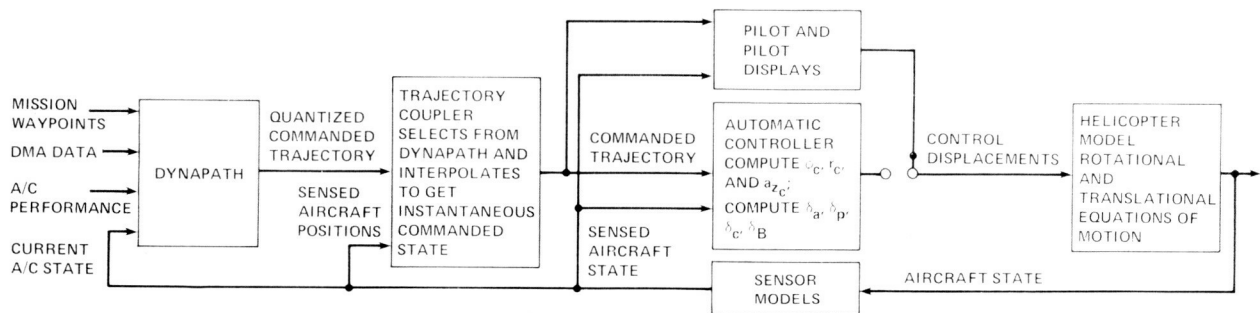 MISSION
WAYPOINTS
DMA DATA
A/C
PERFORMANCE
CURRENT
A/C STATE
DYNAPATH
QUANTIZED
COMMANDED
TRAJECTORY
SENSED
AIRCRAFT
POSITIONS
TRAJECTORY
COUPLER
SELECTS FROM
DYNAPATH AND
INTERPOLATES
TO GET
INSTANTANEOUS
COMMANDED
STATE
COMMANDED
TRAJECTORY
SENSED
AIRCRAFT
STATE
PILOT AND
PILOT
DISPLAYS
AUTOMATIC
CONTROLLER
COMPUTE ϕc, rc,
AND azc;
COMPUTE δa, δp,
δc, δB
SENSOR
MODELS
CONTROL
DISPLACEMENTS
AIRCRAFT STATE
HELICOPTER
MODEL
ROTATIONAL
AND
TRANSLATIONAL
EQUATIONS OF
MOTION